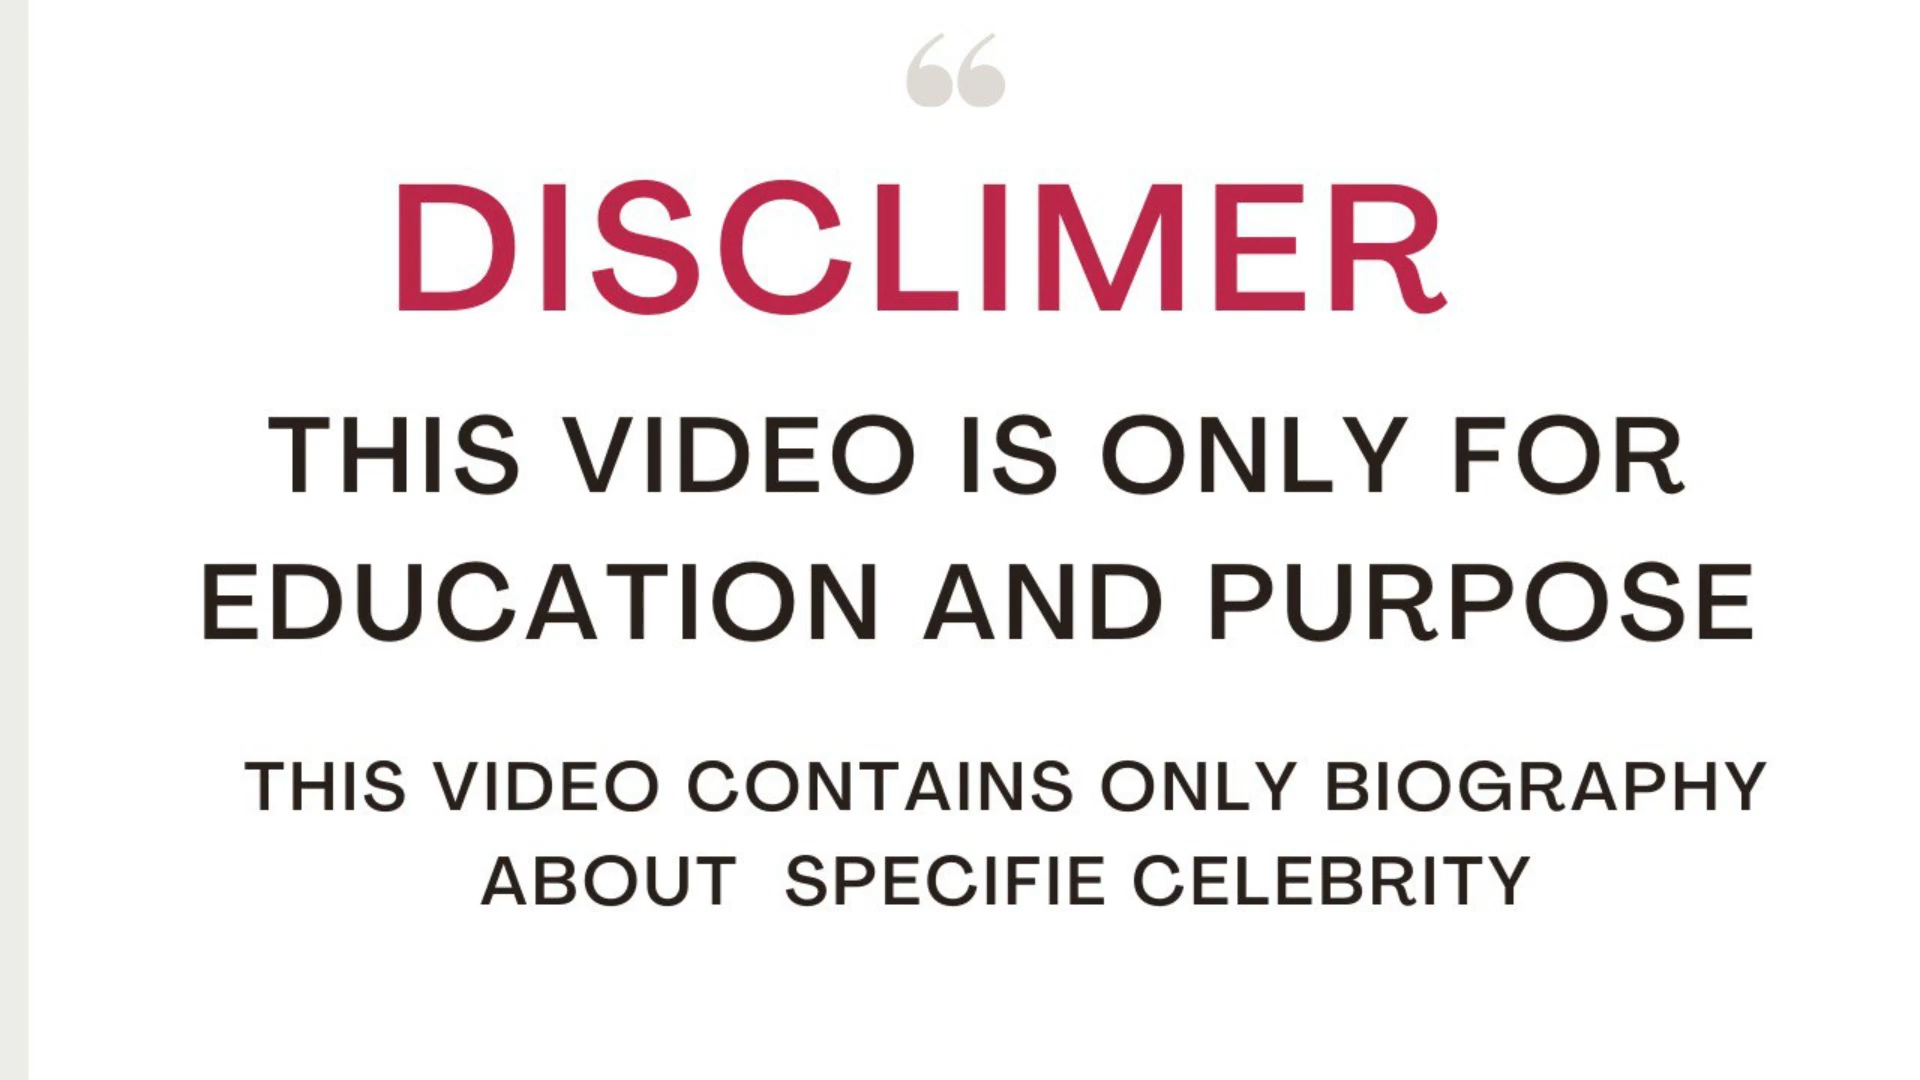 “
DISCLIMER
THIS VIDEO IS ONLY FOR
EDUCATION AND PURPOSE
THIS VIDEO CONTAINS ONLY BIOGRAPHY
ABOUT  SPECIFIE CELEBRITY